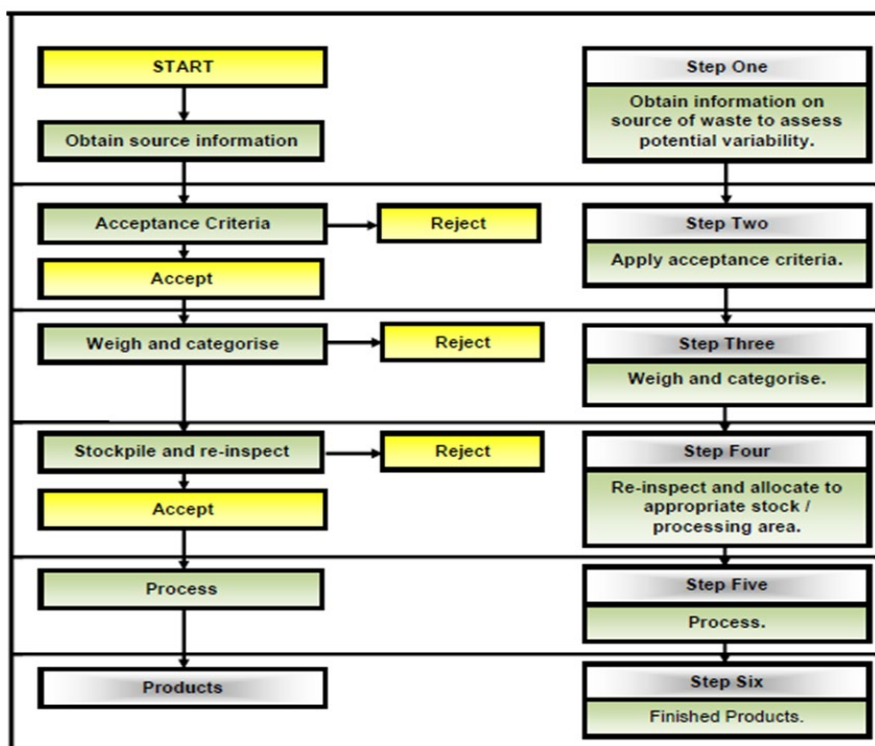 START
Obtain source information
Step One
Obtain information on
source of waste to assess
potential variability.
Acceptance Criteria
Reject
Accept
Step Two
Apply acceptance criteria.
Weigh and categorise
Reject
Step Three
Weigh and categorise.
Stockpile and re-inspect
Reject
Accept
Step Four
Re-inspect and allocate to
appropriate stock /
processing area.
Process
Step Five
Process.
Products
Step Six
Finished Products.